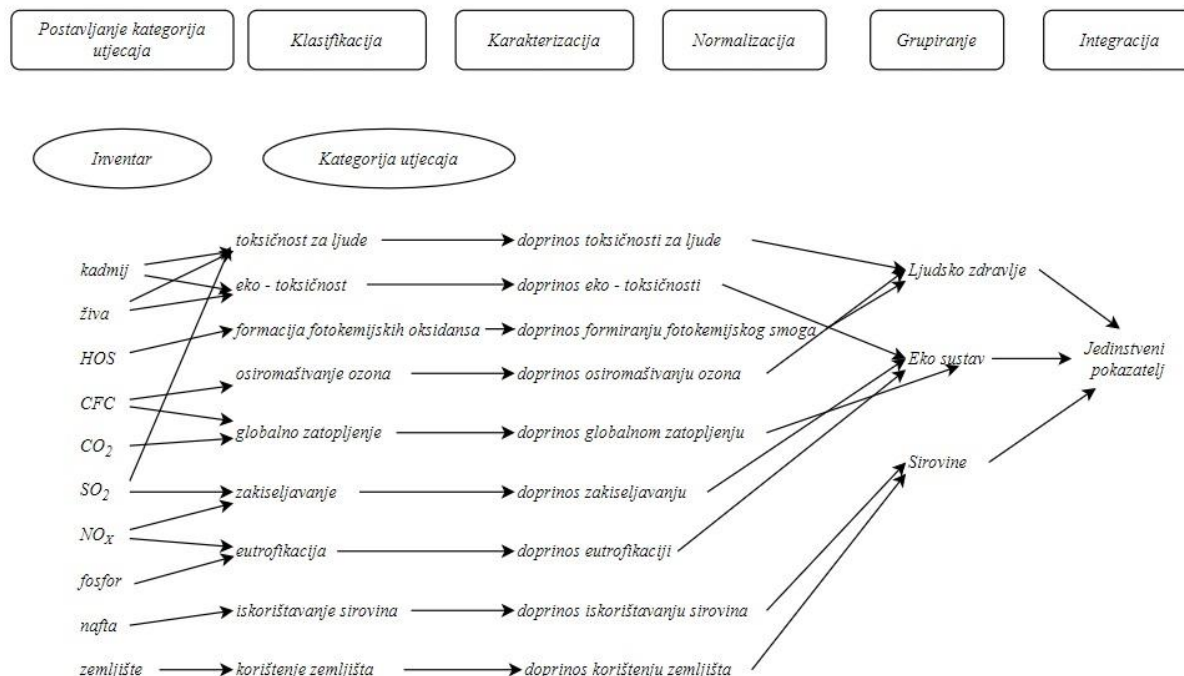 Postavljanje kategorija
utjecaja
Klasifikacija
Karakterizacija
Normalizacija
Grupiranje
Integracija
Inventar
Kategorija utjecaja
kadmij
živa
HOS
CFC
CO2
SO2
NOX
fosfor
nafta
zemljište
toksičnost za ljude
eko - toksičnost
formacija fotokemijskih oksidansa
osiromašivanje ozona
globalno zatopljenje
zakiseljavanje
eutrofikacija
iskorištavanje sirovina
korištenje zemljišta
doprinos toksičnosti za ljude
doprinos eko - toksičnosti
doprinos formiranju fotokemijskog smoga
doprinos osiromašivanju ozona
doprinos globalnom zatopljenju
doprinos zakiseljavanju
doprinos eutrofikaciji
doprinos iskorištavanju sirovina
doprinos korištenju zemljišta
Ljudsko zdravlje
Eko sustav
Sirovine
Jedinstveni
pokazatelj